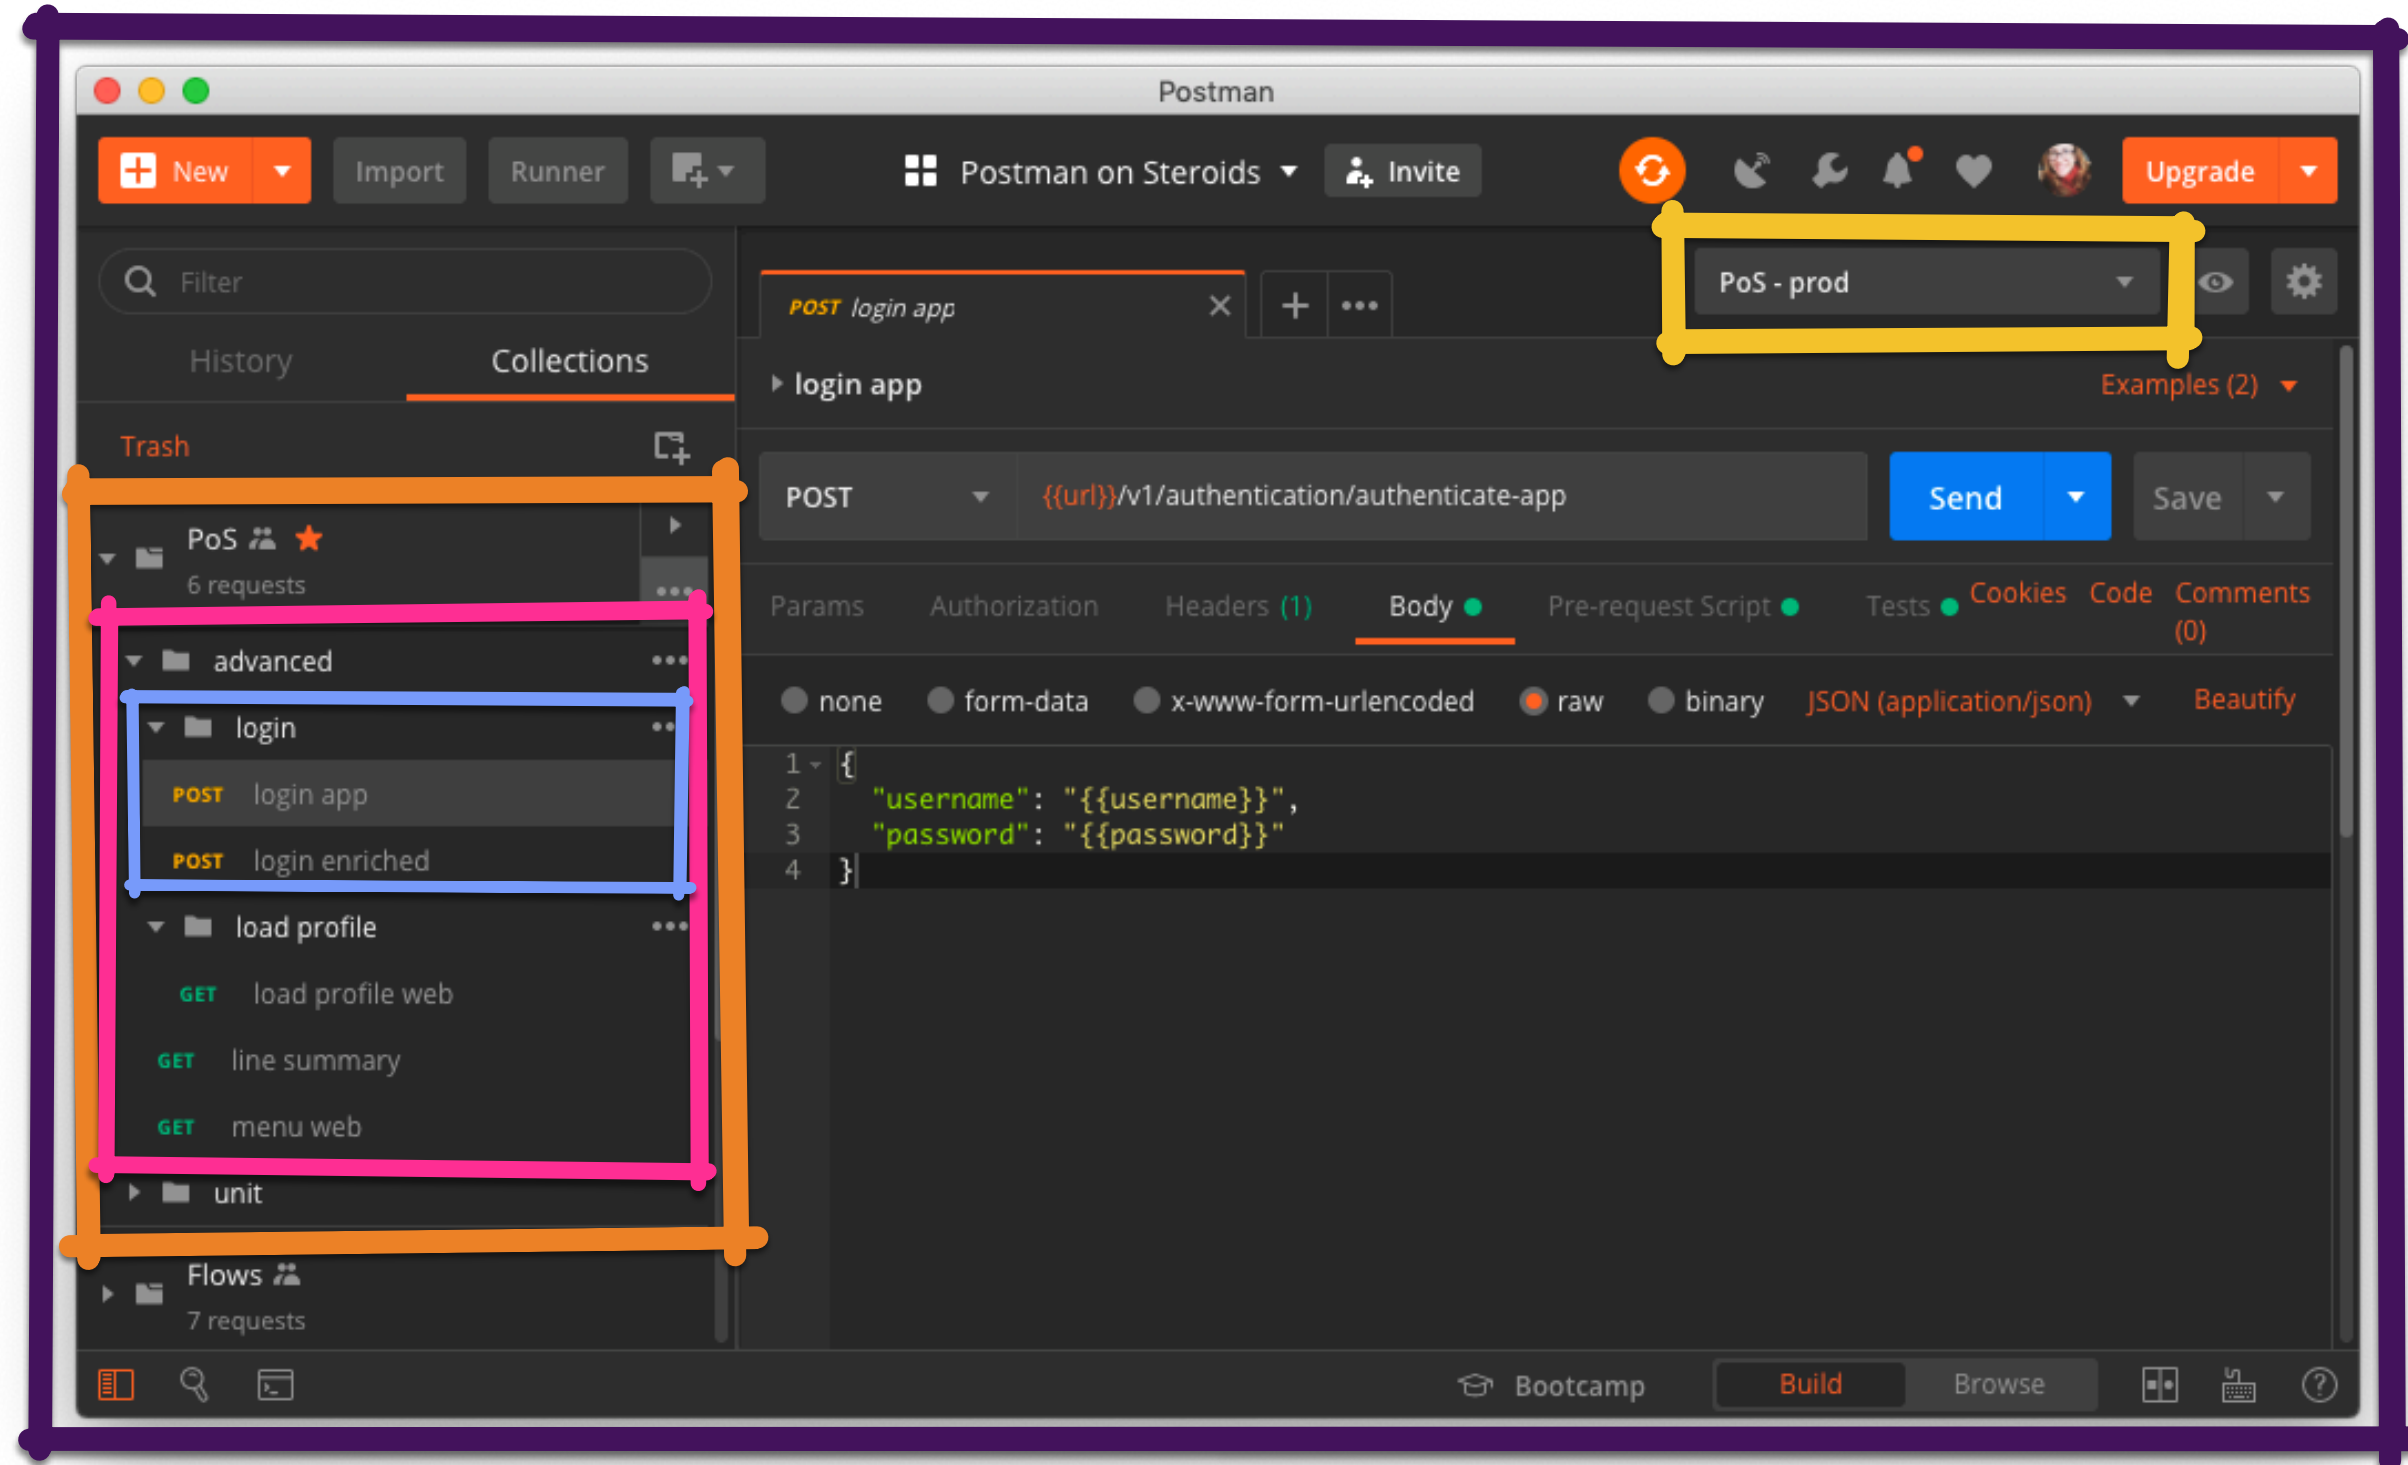 Postman
New
Import
Runner
Postman on Steroids
Invite
Upgrade
Filter
History
Collections
Trash
PoS
6 requests
advanced
login
POST login app
POST login enriched
load profile
GET load profile web
GET line summary
GET menu web
unit
Flows
7 requests
POST login app
PoS - prod
login app
Examples (2)
POST
{{url}}/v1/authentication/authenticate-app
Send
Save
Params
Authorization
Headers (1)
Body
Pre-request Script
Tests
Cookies
Code
Comments
(0)
none
form-data
x-www-form-urlencoded
raw
binary
JSON (application/json)
Beautify
1 {
2 "username": "{{username}}",
3 "password": "{{password}}"
4 }
Bootcamp
Build
Browse